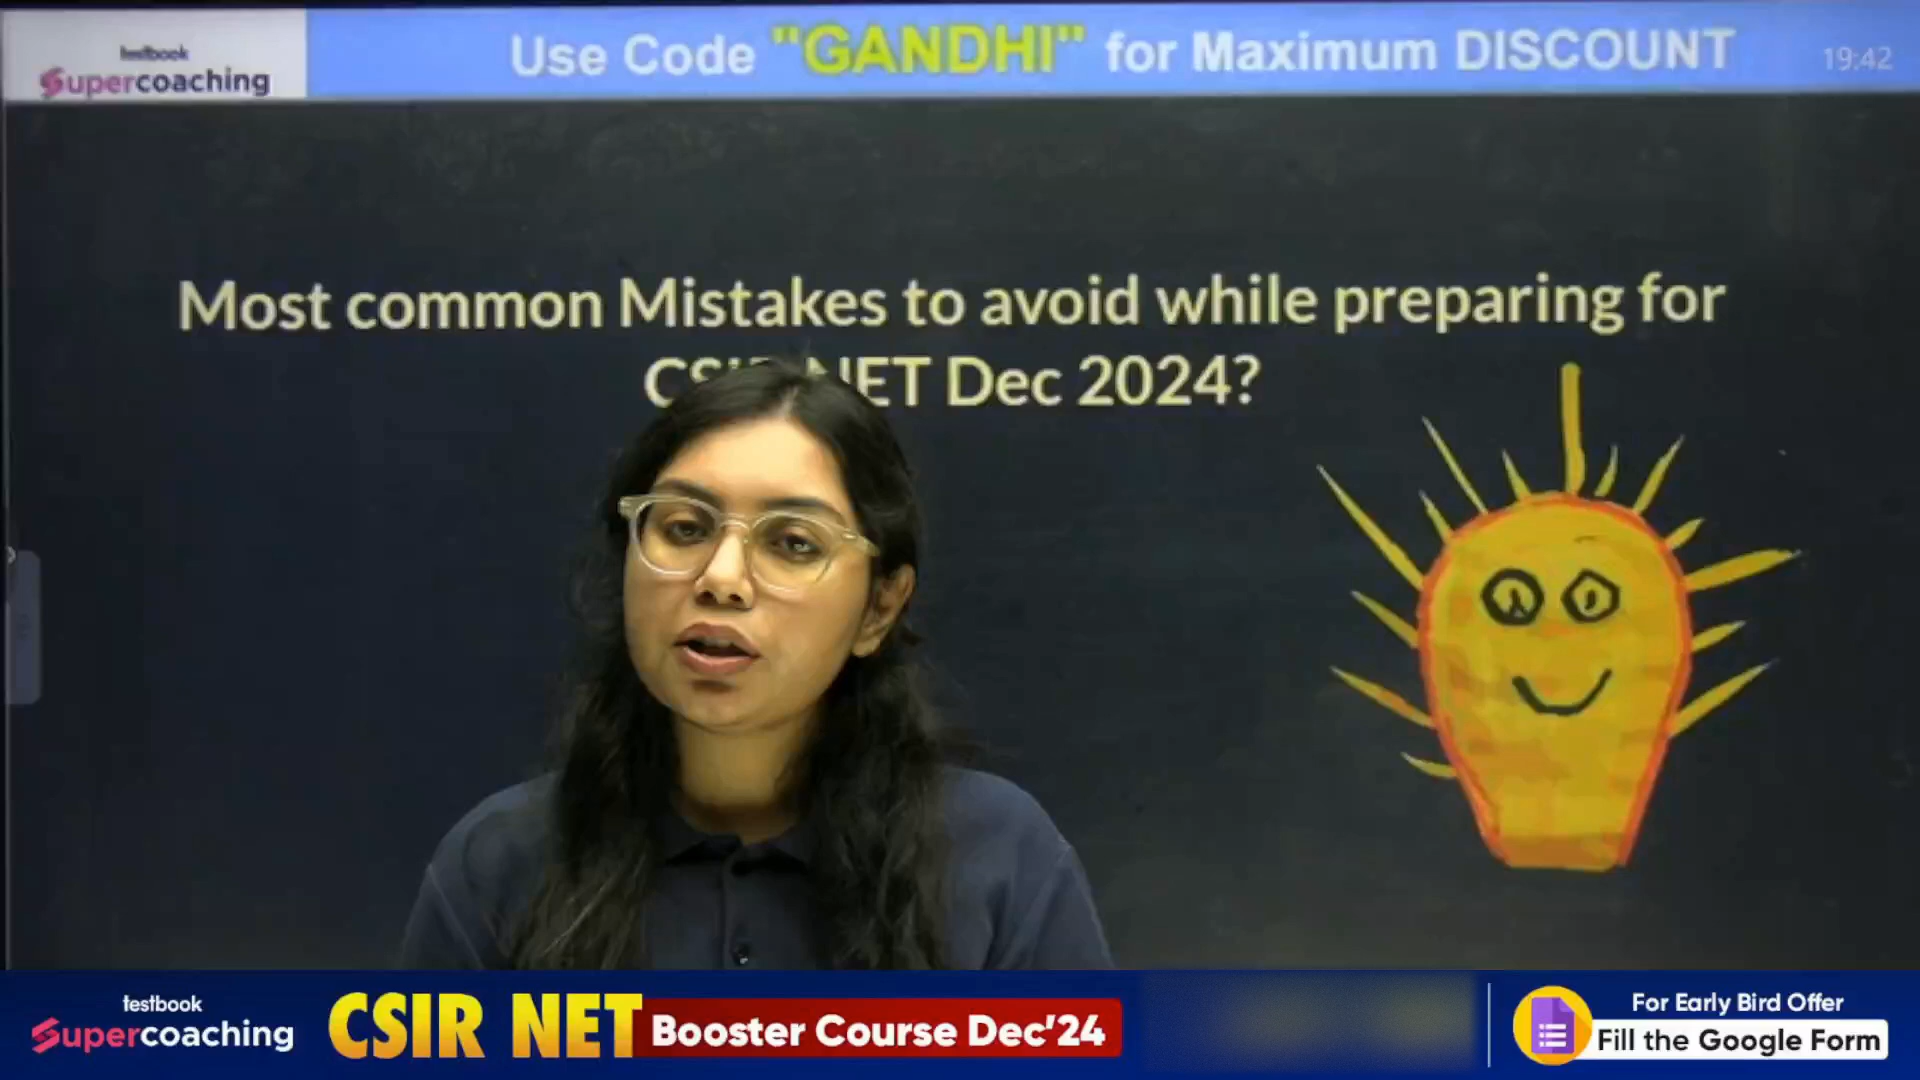 testbook
Supercoaching
Use Code "GANDHI" for Maximum DISCOUNT
19:42
Most common Mistakes to avoid while preparing for
NET Dec 2024?
testbook
Supercoaching
CSIR NET
Booster Course Dec'24
For Early Bird Offer
Fill the Google Form